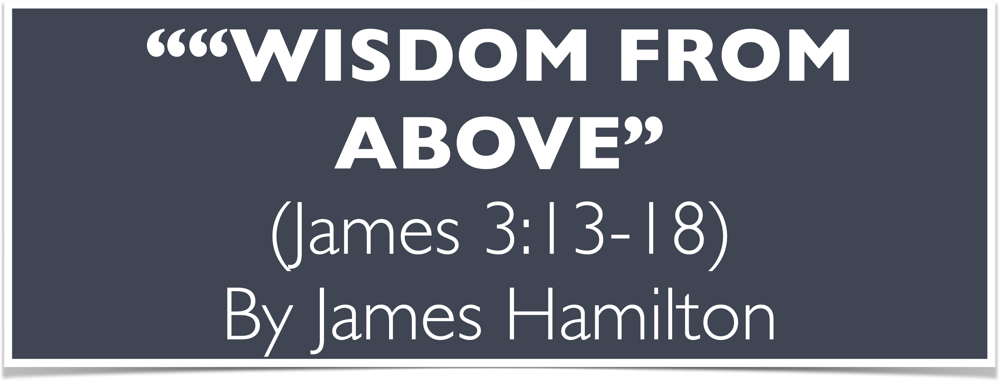 ““WISDOM FROM
ABOVE”
(James 3:13-18)
By James Hamilton